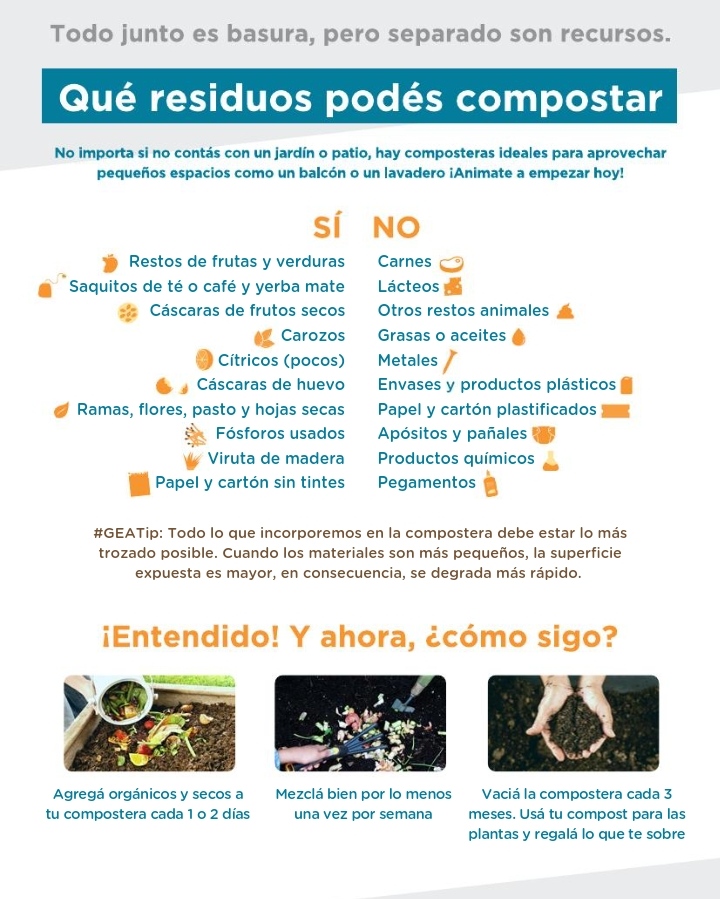 Todo junto es basura, pero separado son recursos.
Qué residuos podés compostar
No importa si no contás con un jardín o patio, hay composteras ideales para aprovechar
pequeños espacios como un balcón o un lavadero ¡Animate a empezar hoy!
SÍ NO
Restos de frutas y verduras Carnes
Saquitos de té o café y yerba mate Lácteos
Cáscaras de frutos secos Otros restos animales
Carozos Grasas o aceites
Cítricos (pocos) Metales
Cáscaras de huevo Envases y productos plásticos
Ramas, flores, pasto y hojas secas Papel y cartón plastificados
Fósforos usados Apósitos y pañales
Viruta de madera Productos químicos
Papel y cartón sin tintes Pegamentos
#GEATip: Todo lo que incorporemos en la compostera debe estar lo más
trozado posible. Cuando los materiales son más pequeños, la superficie
expuesta es mayor, en consecuencia, se degrada más rápido.
¡Entendido! Y ahora, ¿cómo sigo?
Agregá orgánicos y secos a
tu compostera cada 1 o 2 días
Mezclá bien por lo menos
una vez por semana
Vaciá la compostera cada 3
meses. Usá tu compost para las
plantas y regalá lo que te sobre